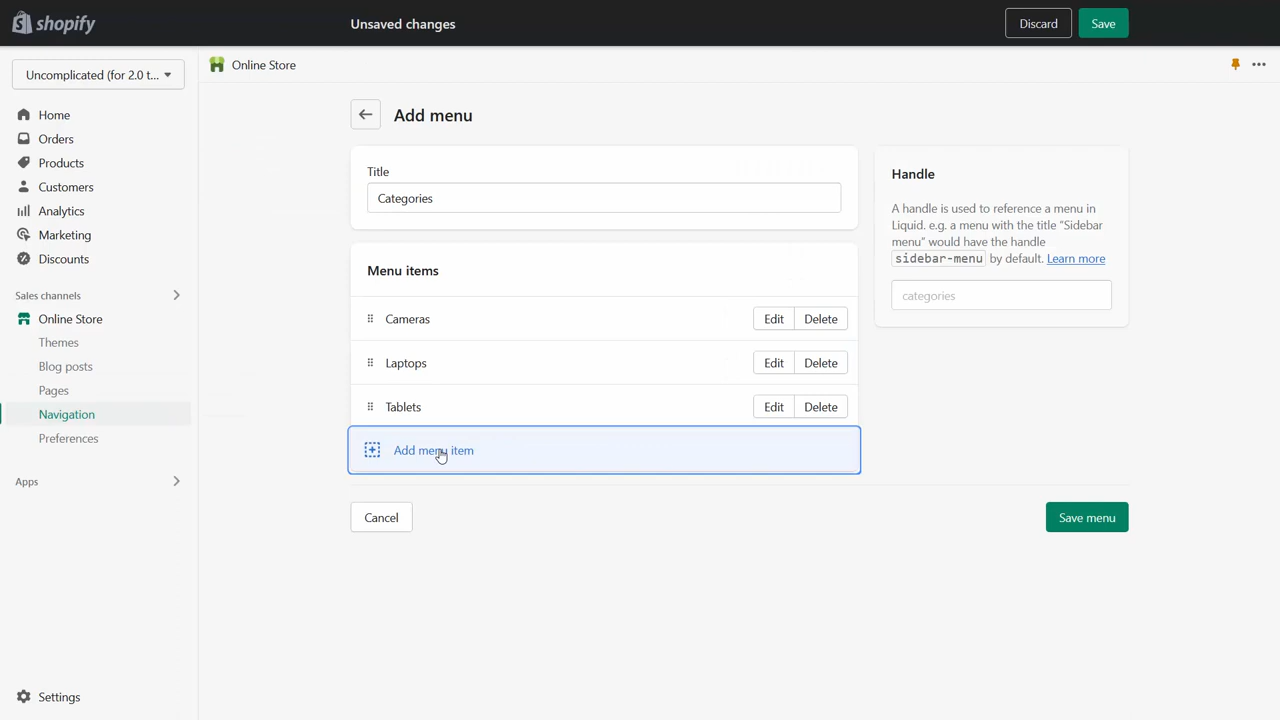 shopify
Unsaved changes
Discard
Save
Uncomplicated (for 2.0 t...
Online Store
Home
Orders
Products
Customers
Analytics
Marketing
Discounts
Sales channels
Online Store
Themes
Blog posts
Pages
Navigation
Preferences
Apps
Settings
Add menu
Title
Categories
Menu items
Cameras
Edit
Delete
Laptops
Edit
Delete
Tablets
Edit
Delete
Add menu item
Cancel
Save menu
Handle
A handle is used to reference a menu in
Liquid. e.g. a menu with the title "Sidebar
menu" would have the handle
sidebar-menu by default. Learn more
categories